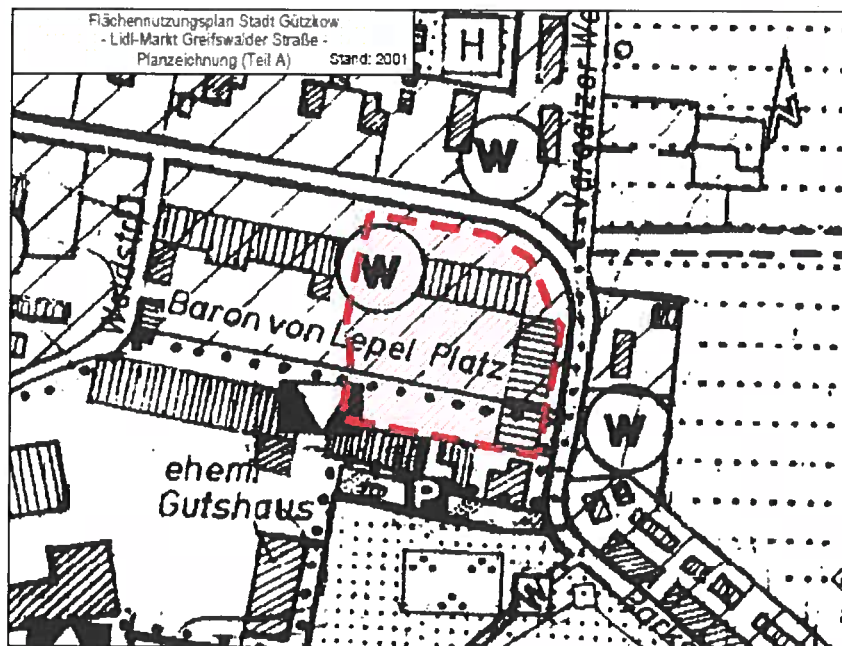 Flächennutzungsplan Stadt Gützkow
- Lidl-Markt Greifswalder Straße -
Planzeichnung (Teil A) Stand: 2001
H
W
W
Baron von Lepel Platz
W
ehem
Gutshaus
P